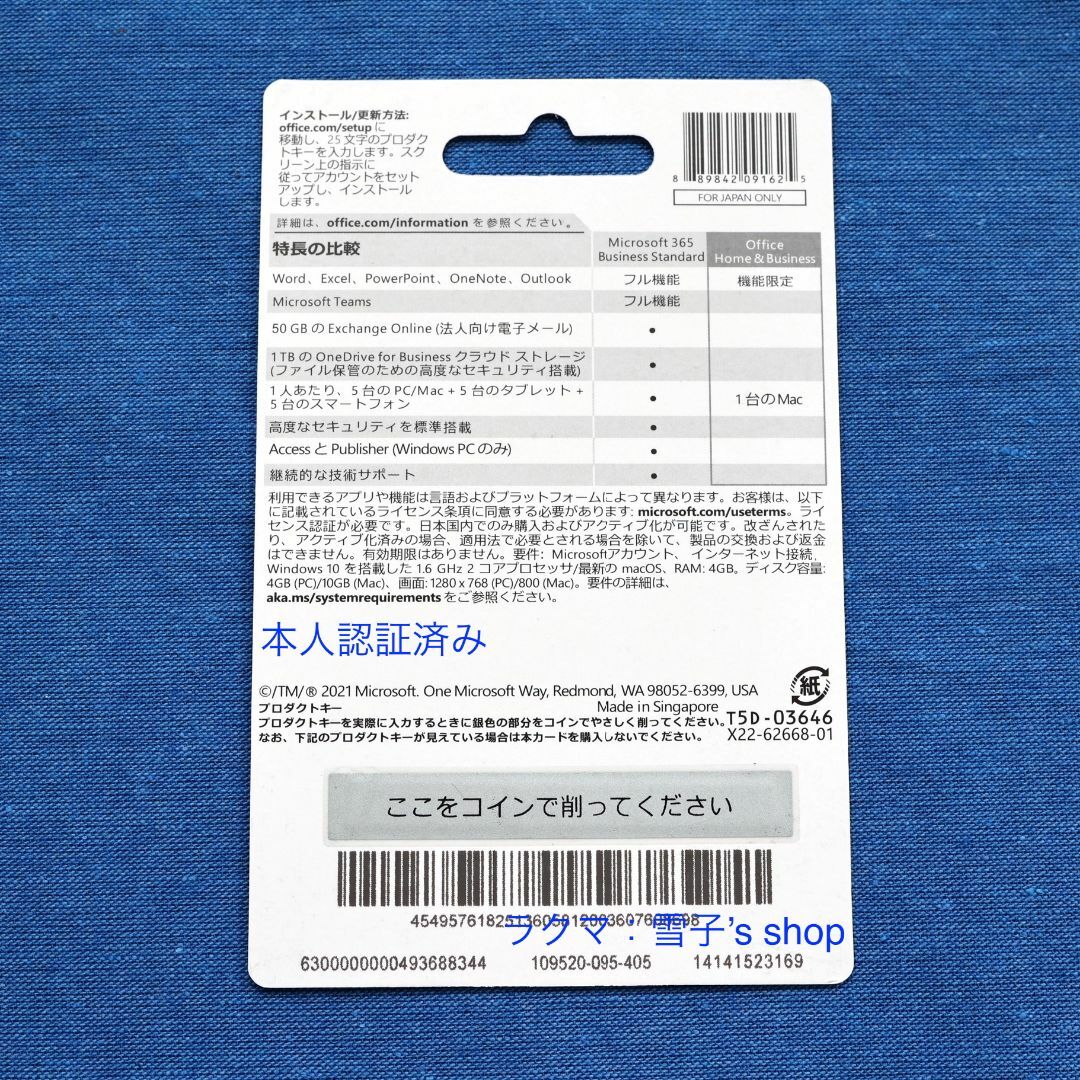 インストール/更新方法:
office.com/setup に
移動し、25 文字のプロダク
トキーを入力します。スク
リーン上の指示に
従ってアカウントをセット
アップし、インストール
します。
8 89842 09162 5
FOR JAPAN ONLY
詳細は、office.com/information を参照ください。
特長の比較
Microsoft 365
Business Standard
Office
Home & Business
Word、Excel、PowerPoint、OneNote、Outlook
フル機能
機能限定
Microsoft Teams
フル機能
50 GB の Exchange Online (法人向け電子メール)
•
1TB の OneDrive for Business クラウド ストレージ
(ファイル保管のための高度なセキュリティ搭載)
•
1人あたり、5 台の PC/Mac + 5 台のタブレット +
5 台のスマートフォン
•
1 台の Mac
高度なセキュリティを標準搭載
•
Access と Publisher (Windows PC のみ)
•
継続的な技術サポート
•
利用できるアプリや機能は言語およびプラットフォームによって異なります。お客様は、以下
に記載されているライセンス条項に同意する必要があります: microsoft.com/useterms。ライ
センス認証が必要です。日本国内でのみ購入およびアクティブ化が可能です。改ざんされた
り、アクティブ化済みの場合、適用法で必要とされる場合を除いて、製品の交換および返金
はできません。有効期限はありません。要件: Microsoftアカウント、インターネット接続,
Windows 10 を搭載した 1.6 GHz 2 コアプロセッサ/最新の macOS、RAM: 4GB。ディスク容量:
4GB (PC)/10GB (Mac)、画面: 1280 x 768 (PC)/800 (Mac)。要件の詳細は、
aka.ms/systemrequirements をご参照ください。
本人認証済み
©/TM/® 2021 Microsoft. One Microsoft Way, Redmond, WA 98052-6399, USA
紙
プロダクトキー
Made in Singapore
プロダクトキーを実際に入力するときに銀色の部分をコインでやさしく削ってください。
T5D-03646
なお、下記のプロダクトキーが見えている場合は本カードを購入しないでください。
X22-62668-01
ここをコインで削ってください
ラクマ：雪子’s shop
6300000000493688344
109520-095-405
14141523169